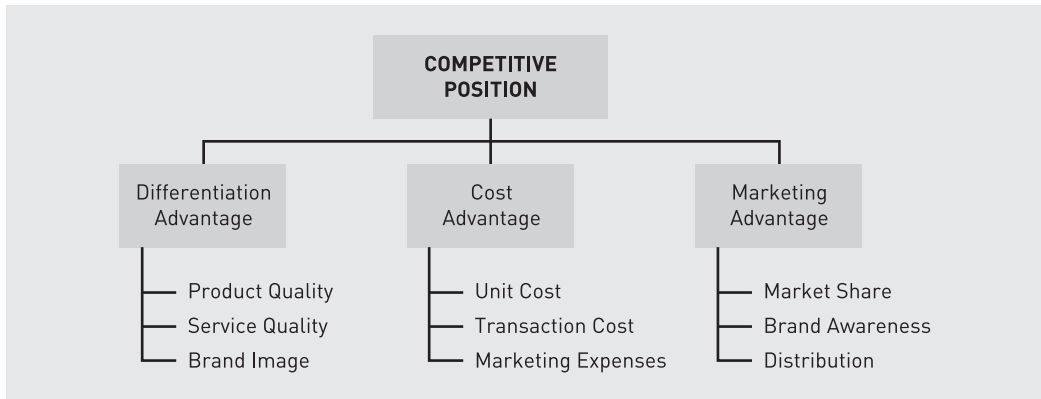 COMPETITIVE
POSITION
Differentiation
Advantage
Product Quality
Service Quality
Brand Image
Cost
Advantage
Unit Cost
Transaction Cost
Marketing Expenses
Marketing
Advantage
Market Share
Brand Awareness
Distribution